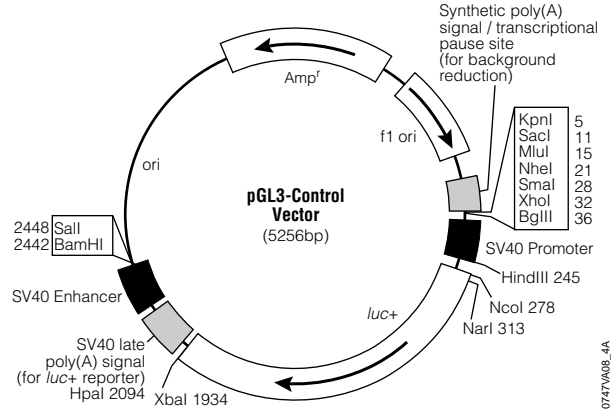 Synthetic poly(A)
signal / transcriptional
pause site
(for background
reduction)
Ampʳ
f1 ori
KpnI 5
SacI 11
MluI 15
NheI 21
SmaI 28
XhoI 32
BglII 36
ori
pGL3-Control
Vector
(5256bp)
2448 SalI
2442 BamHI
SV40 Promoter
HindIII 245
SV40 Enhancer
luc+
NcoI 278
NarI 313
SV40 late
poly(A) signal
(for luc+ reporter)
HpaI 2094
XbaI 1934
0747VA08_4A